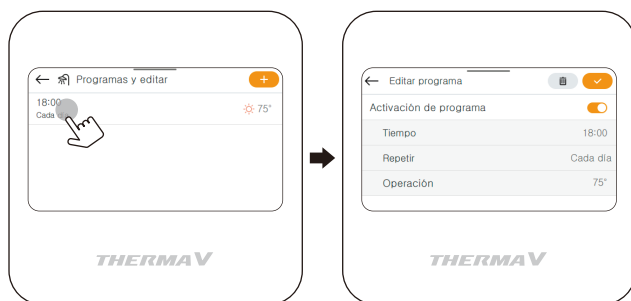 Programas y editar
18:00
Cada
75°
THERMA V
Editar programa
Activación de programa
Tiempo 18:00
Repetir Cada día
Operación 75°
THERMA V